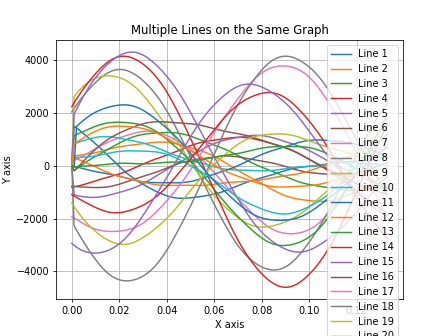 Multiple Lines on the Same Graph
Y axis
4000
2000
0
−2000
−4000
0.00
0.02
0.04
0.06
0.08
0.10
X axis
Line 1
Line 2
Line 3
Line 4
Line 5
Line 6
Line 7
Line 8
Line 9
Line 10
Line 11
Line 12
Line 13
Line 14
Line 15
Line 16
Line 17
Line 18
Line 19
Line 20